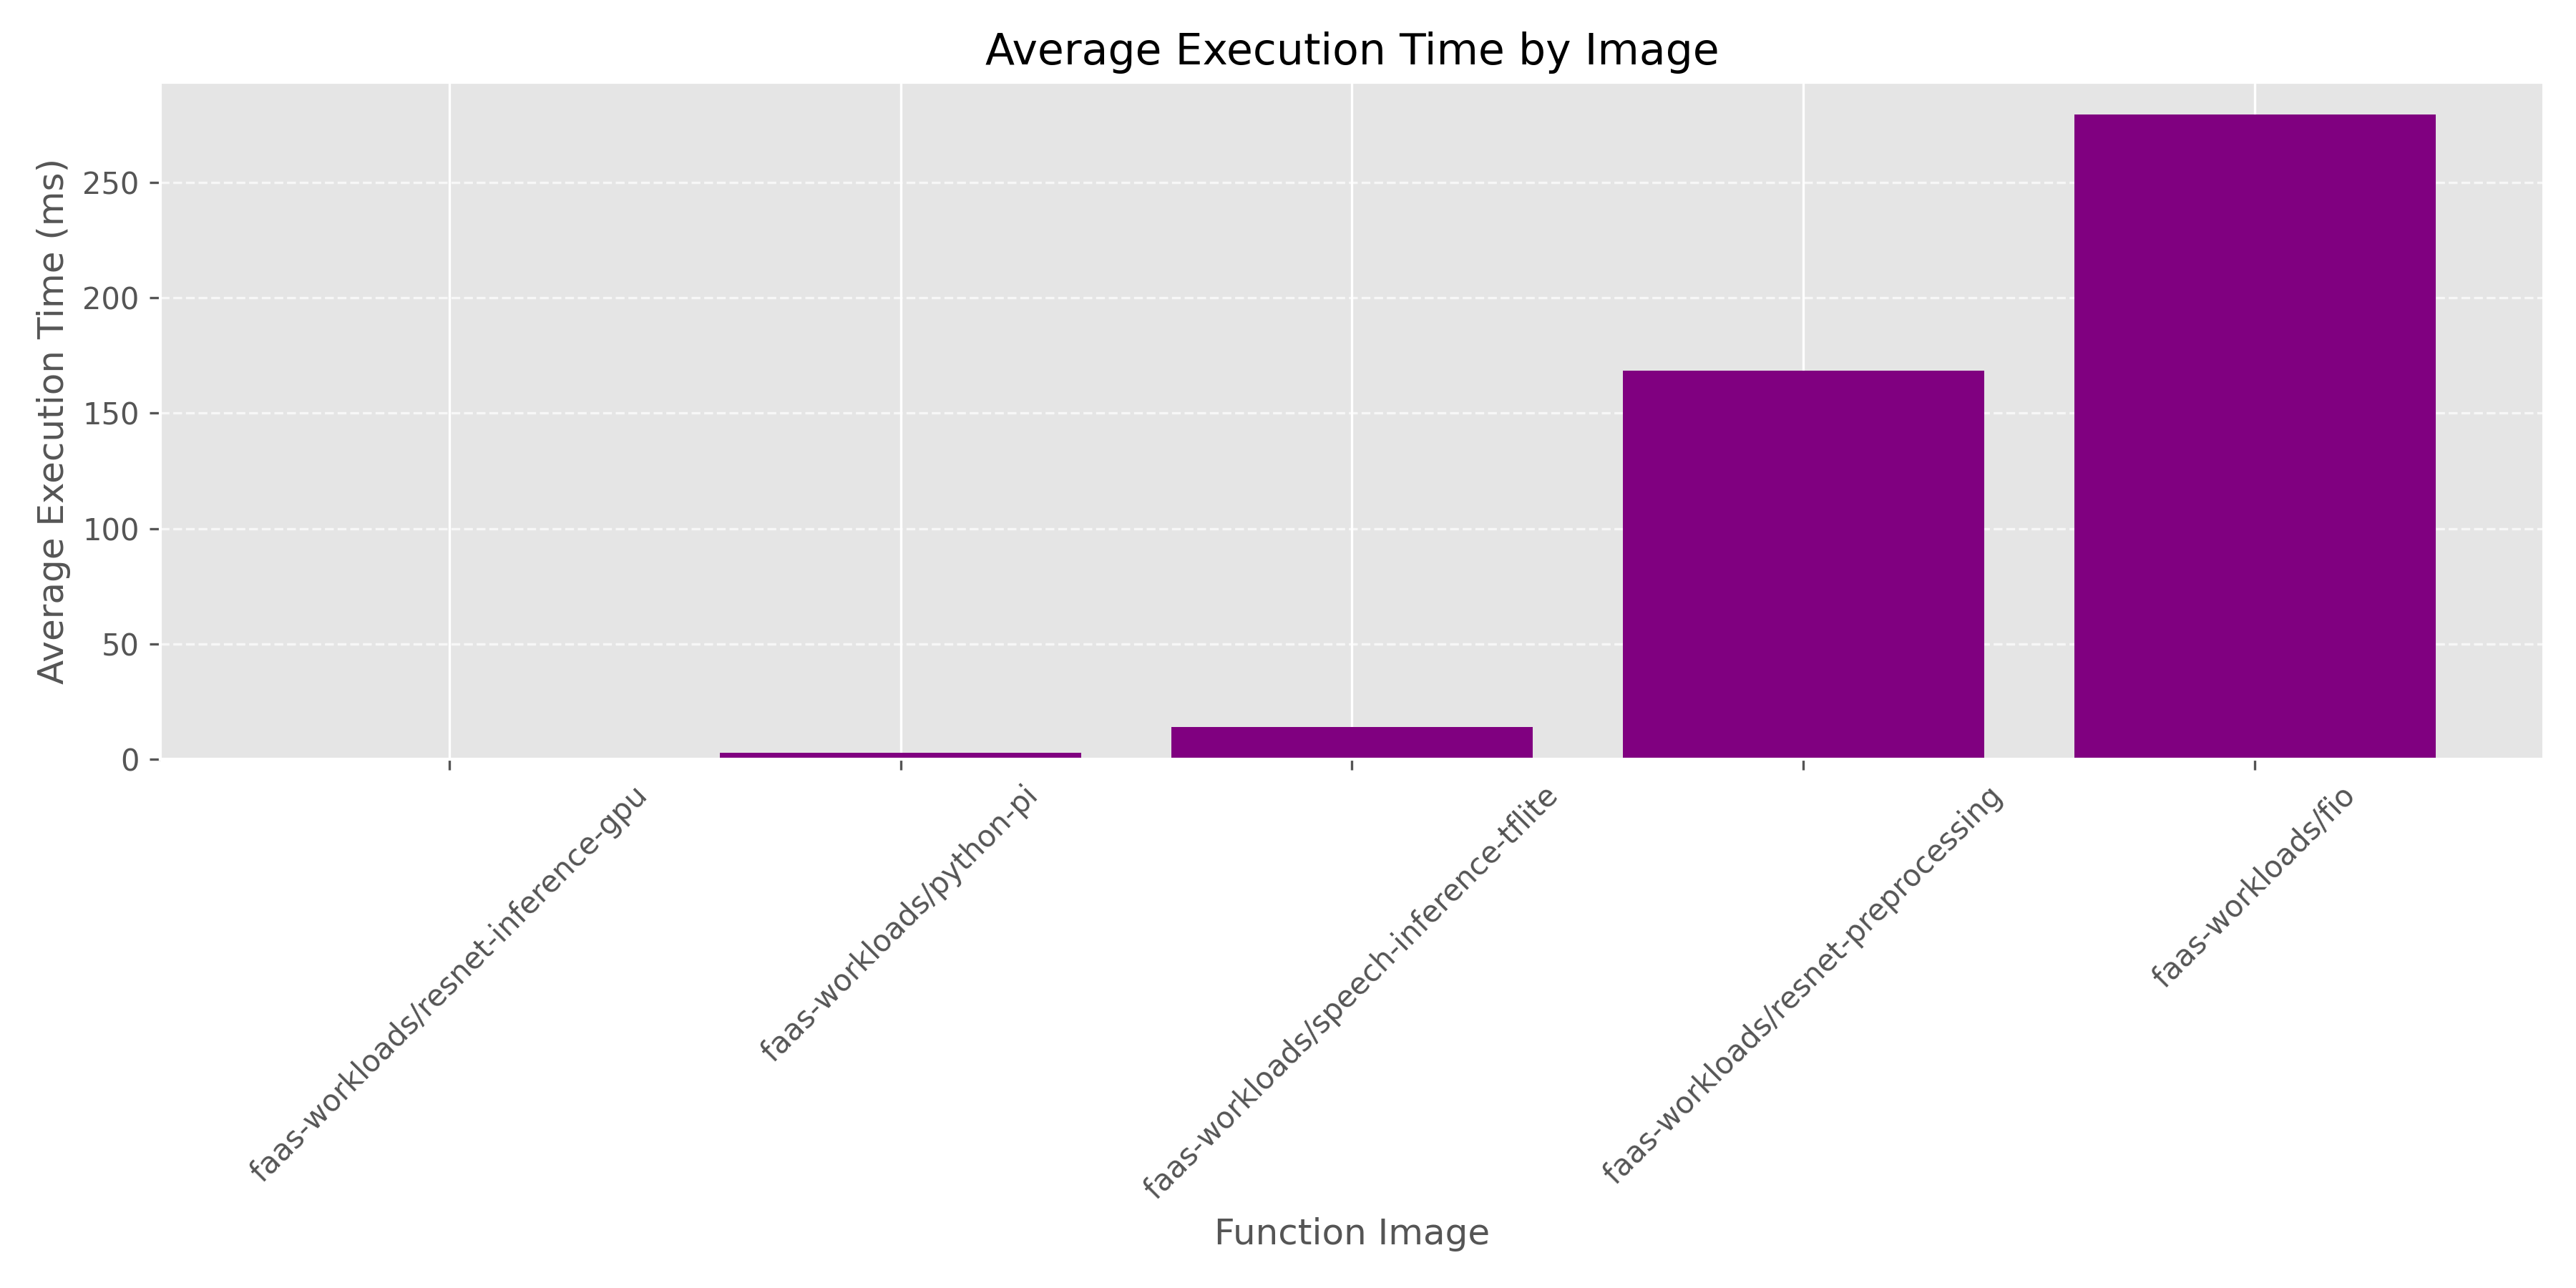 Average Execution Time by Image
Average Execution Time (ms)
250
200
150
100
50
0
faas-workloads/resnet-inference-gpu
faas-workloads/python-pi
faas-workloads/speech-inference-tflite
faas-workloads/resnet-preprocessing
faas-workloads/fio
Function Image